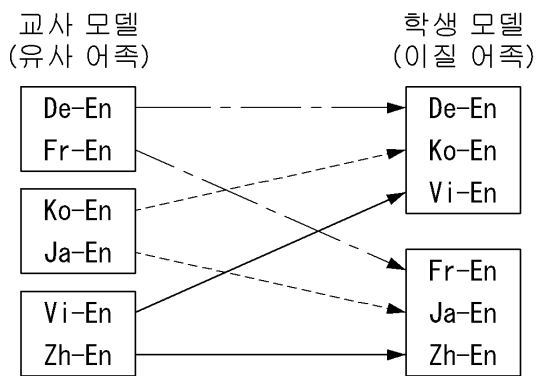 교사 모델
(유사 어족)
De-En
Fr-En
Ko-En
Ja-En
Vi-En
Zh-En
학생 모델
(이질 어족)
De-En
Ko-En
Vi-En
Fr-En
Ja-En
Zh-En